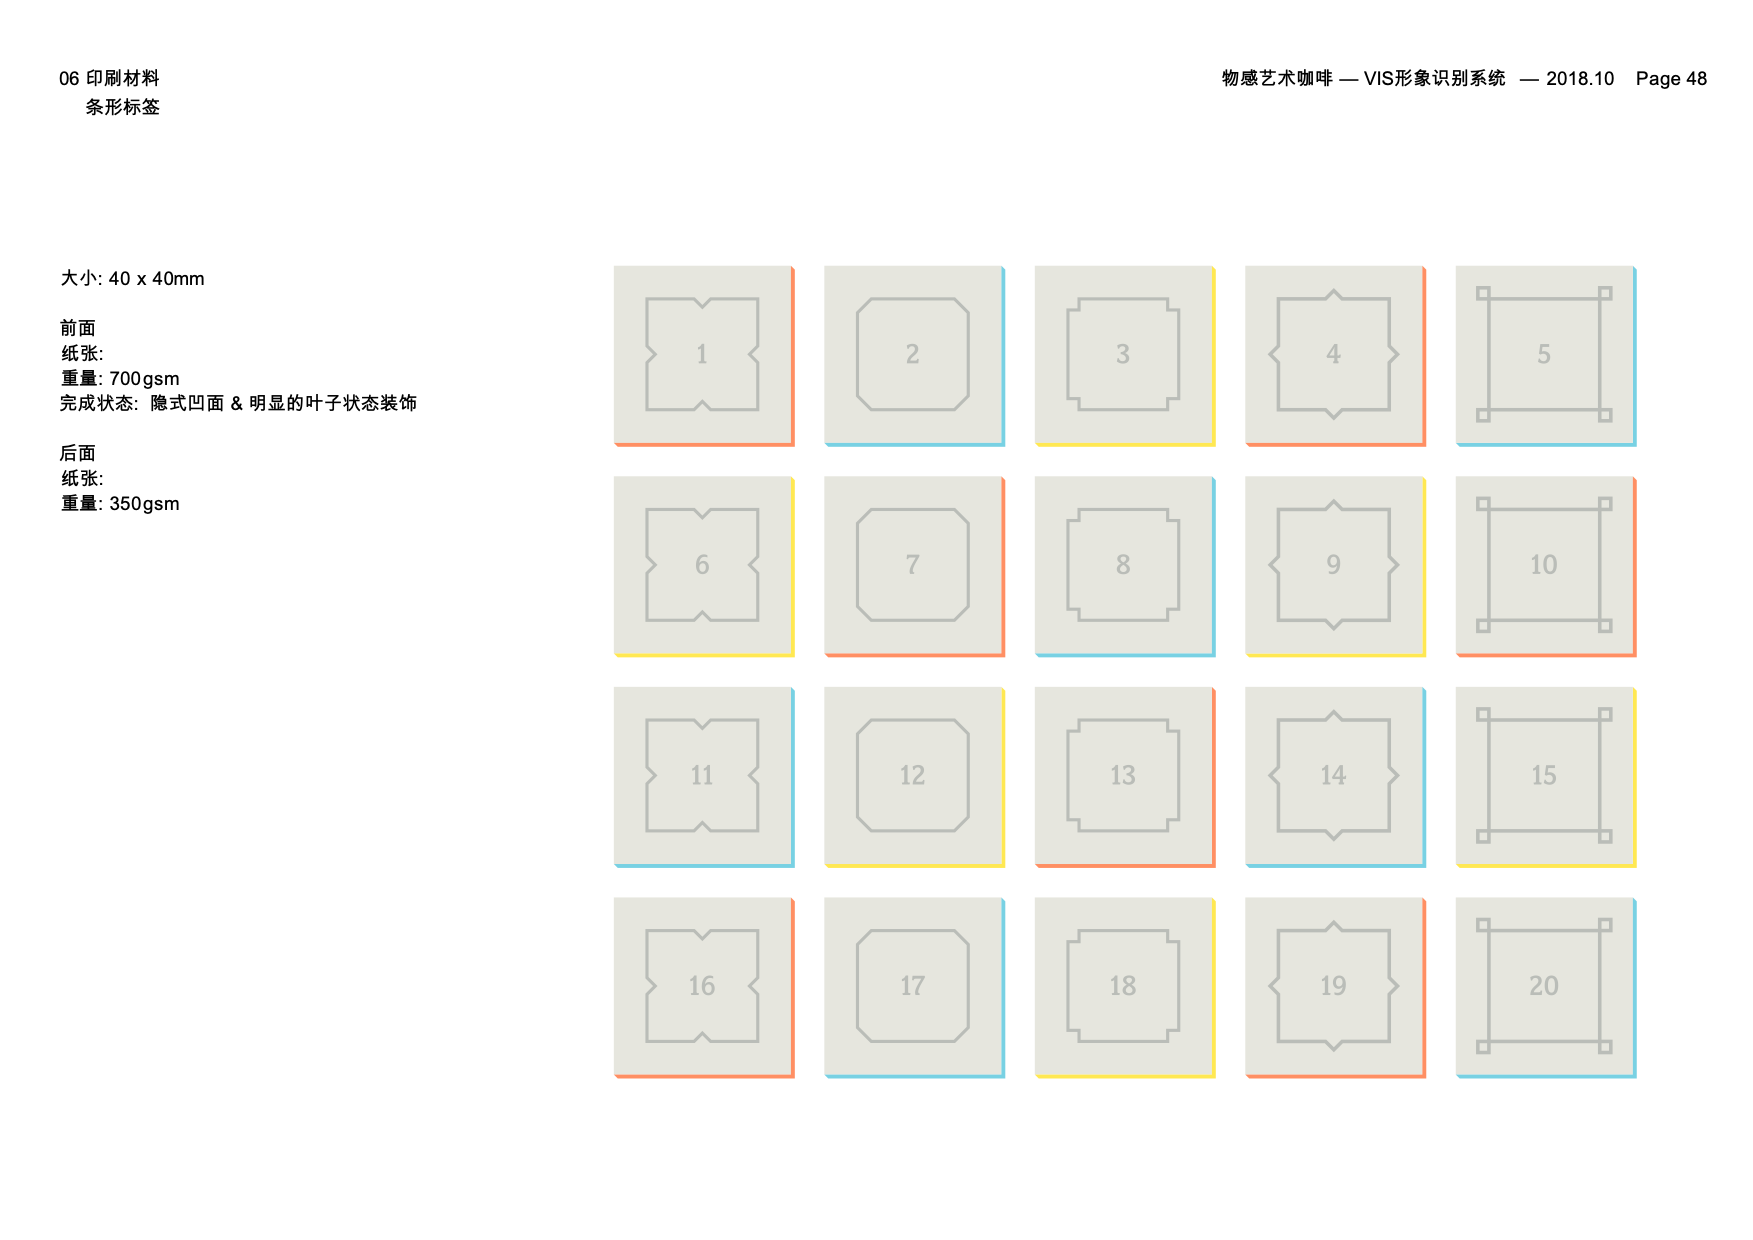 06 印刷材料
条形标签
物感艺术咖啡 — VIS形象识别系统 — 2018.10 Page 48
大小: 40 x 40mm
前面
纸张:
重量: 700gsm
完成状态: 隐式凹面 & 明显的叶子状态装饰
后面
纸张:
重量: 350gsm
1 2 3 4 5
6 7 8 9 10
11 12 13 14 15
16 17 18 19 20